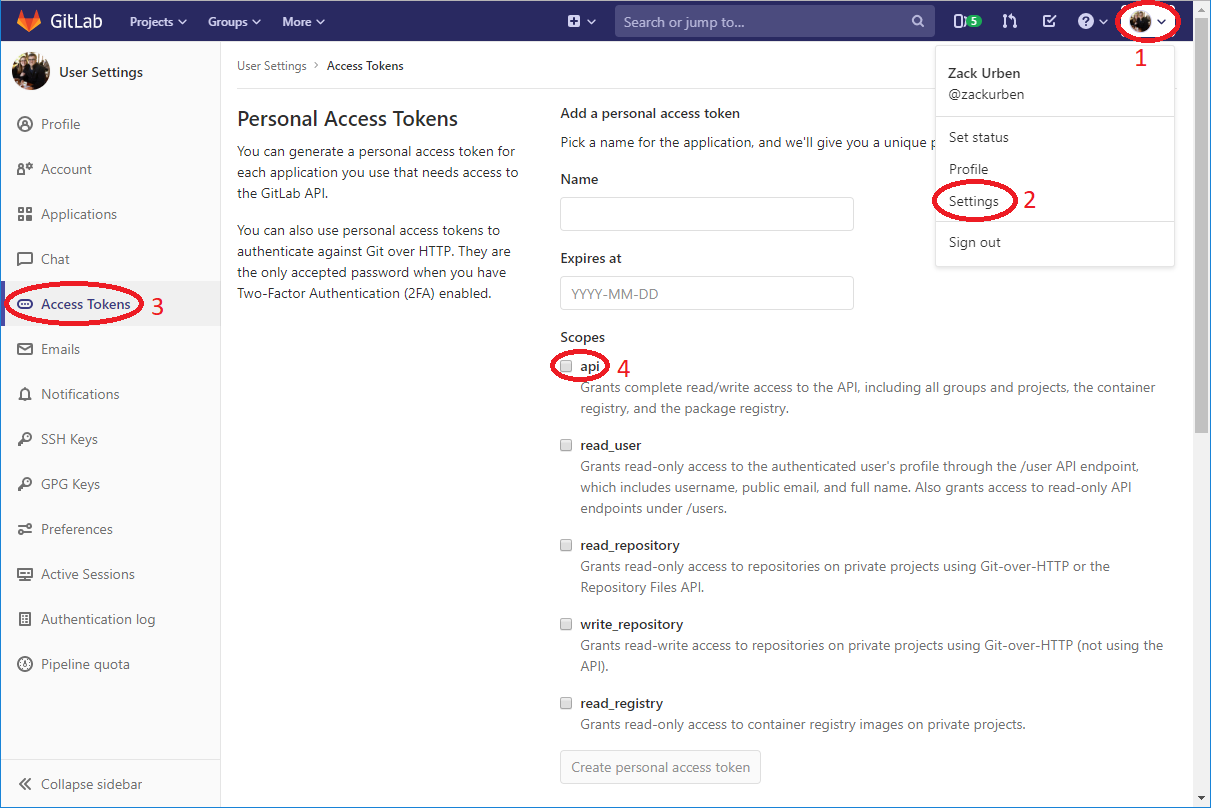 GitLab
Projects
Groups
More
Search or jump to...
5
1
User Settings
Profile
Account
Applications
Chat
Access Tokens
3
Emails
Notifications
SSH Keys
GPG Keys
Preferences
Active Sessions
Authentication log
Pipeline quota
Collapse sidebar
User Settings > Access Tokens
Personal Access Tokens
You can generate a personal access token for
each application you use that needs access to
the GitLab API.
You can also use personal access tokens to
authenticate against Git over HTTP. They are
the only accepted password when you have
Two-Factor Authentication (2FA) enabled.
Add a personal access token
Pick a name for the application, and we'll give you a unique
Name
Expires at
YYYY-MM-DD
Scopes
api
4
Grants complete read/write access to the API, including all groups and projects, the container
registry, and the package registry.
read_user
Grants read-only access to the authenticated user's profile through the /user API endpoint,
which includes username, public email, and full name. Also grants access to read-only API
endpoints under /users.
read_repository
Grants read-only access to repositories on private projects using Git-over-HTTP or the
Repository Files API.
write_repository
Grants read-write access to repositories on private projects using Git-over-HTTP (not using the
API).
read_registry
Grants read-only access to container registry images on private projects.
Create personal access token
Zack Urben
@zackurben
Set status
Profile
Settings
2
Sign out